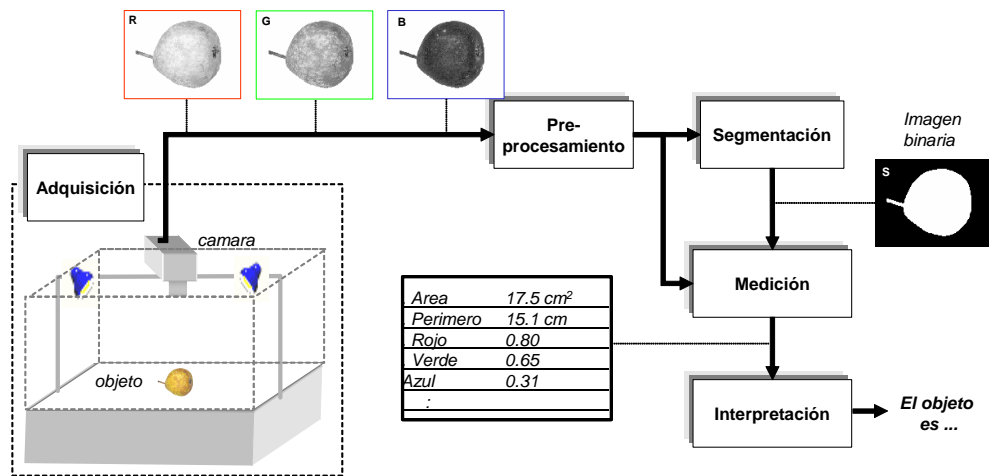 R
G
B
Pre-
procesamiento
Segmentación
Imagen
binaria
S
Adquisición
camara
objeto
Medición
Area 17.5 cm²
Perimero 15.1 cm
Rojo 0.80
Verde 0.65
Azul 0.31
:
Interpretación
El objeto
es ...